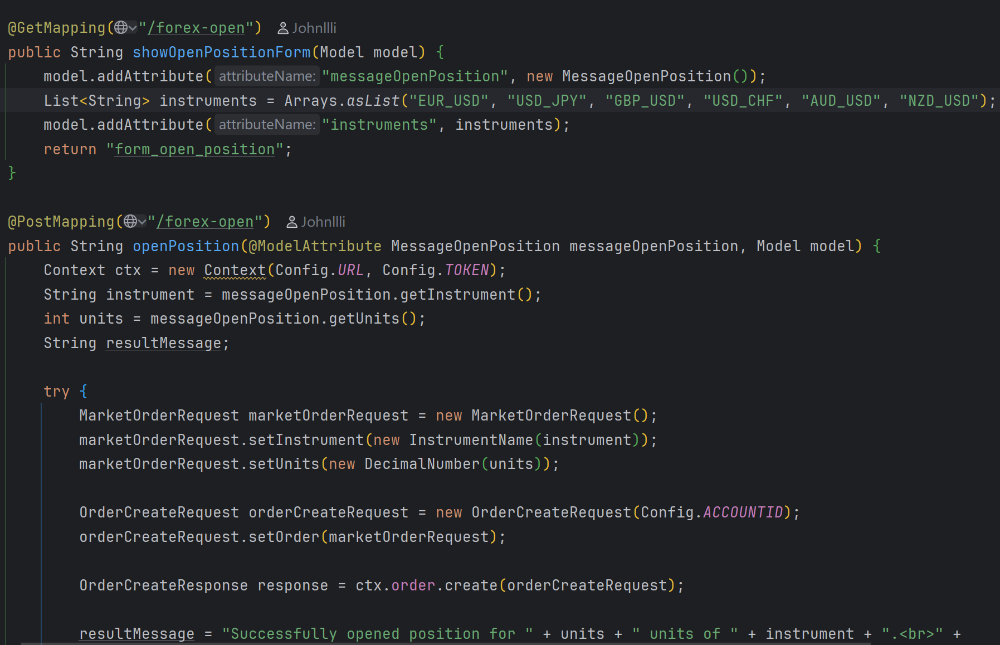 @GetMapping("/forex-open") Johnllli
public String showOpenPositionForm(Model model) {
model.addAttribute( attributeName: "messageOpenPosition", new MessageOpenPosition());
List<String> instruments = Arrays.asList("EUR_USD", "USD_JPY", "GBP_USD", "USD_CHF", "AUD_USD", "NZD_USD");
model.addAttribute( attributeName: "instruments", instruments);
return "form_open_position";
}
@PostMapping("/forex-open") Johnllli
public String openPosition(@ModelAttribute MessageOpenPosition messageOpenPosition, Model model) {
Context ctx = new Context(Config.URL, Config.TOKEN);
String instrument = messageOpenPosition.getInstrument();
int units = messageOpenPosition.getUnits();
String resultMessage;
try {
MarketOrderRequest marketOrderRequest = new MarketOrderRequest();
marketOrderRequest.setInstrument(new InstrumentName(instrument));
marketOrderRequest.setUnits(new DecimalNumber(units));
OrderCreateRequest orderCreateRequest = new OrderCreateRequest(Config.ACCOUNTID);
orderCreateRequest.setOrder(marketOrderRequest);
OrderCreateResponse response = ctx.order.create(orderCreateRequest);
resultMessage = "Successfully opened position for " + units + " units of " + instrument + ".<br>" +